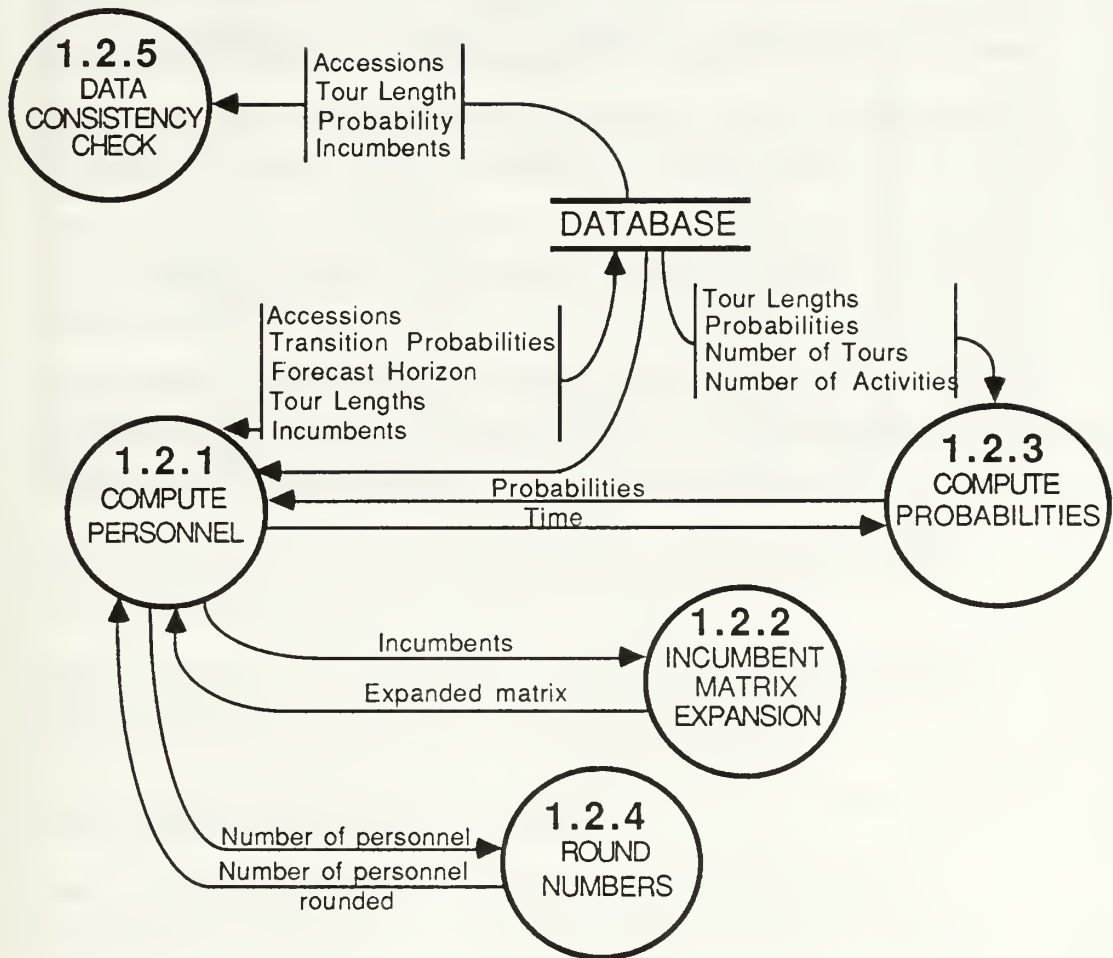 1.2.5
DATA
CONSISTENCY
CHECK
Accessions
Tour Length
Probability
Incumbents
DATABASE
Accessions
Transition Probabilities
Forecast Horizon
Tour Lengths
Incumbents
Tour Lengths
Probabilities
Number of Tours
Number of Activities
1.2.1
COMPUTE
PERSONNEL
Probabilities
Time
1.2.3
COMPUTE
PROBABILITIES
Incumbents
Expanded matrix
1.2.2
INCUMBENT
MATRIX
EXPANSION
Number of personnel
Number of personnel
rounded
1.2.4
ROUND
NUMBERS